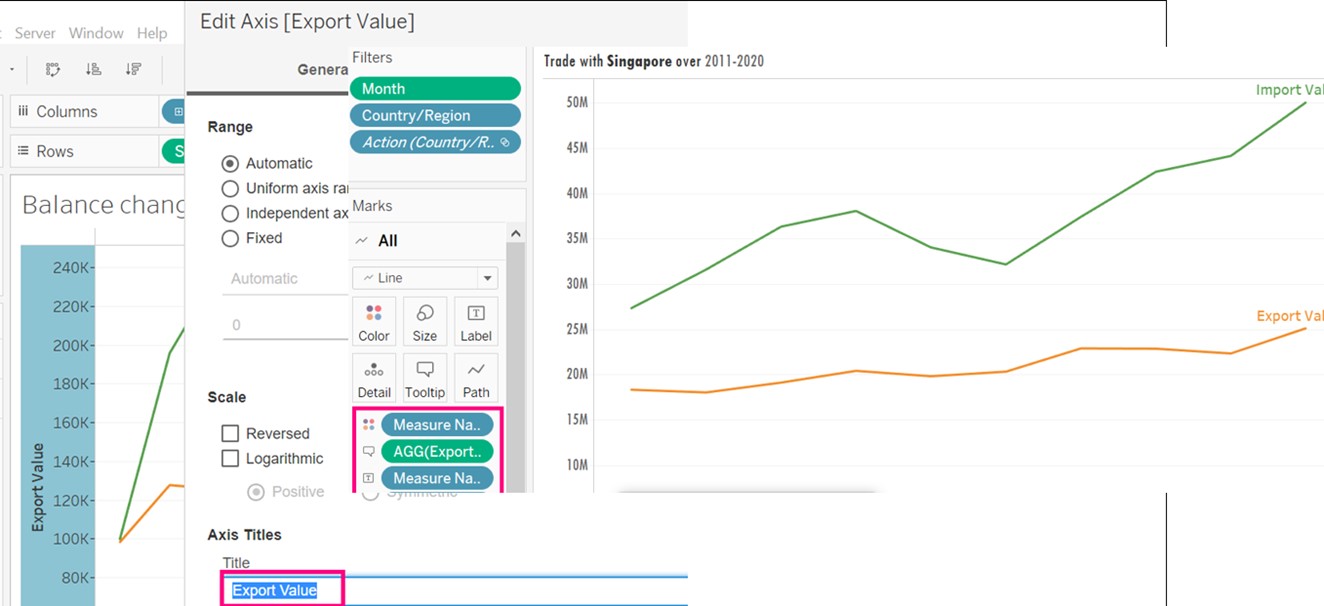 Server Window Help
Columns
Rows
S
Balance chang
240K
220K
200K
180K
160K
140K
120K
100K
80K
Export Value
Edit Axis [Export Value]
Genera
Range
Automatic
Uniform axis ra
Independent ax
Fixed
Automatic
0
Scale
Reversed
Logarithmic
Positive
Symmetric
Axis Titles
Title
Export Value
Filters
Month
Country/Region
Action (Country/R..
Marks
All
Line
Color Size Label
Detail Tooltip Path
Measure Na..
AGG(Export..
Measure Na..
Trade with Singapore over 2011-2020
50M
45M
40M
35M
30M
25M
20M
15M
10M
Import Val
Export Val